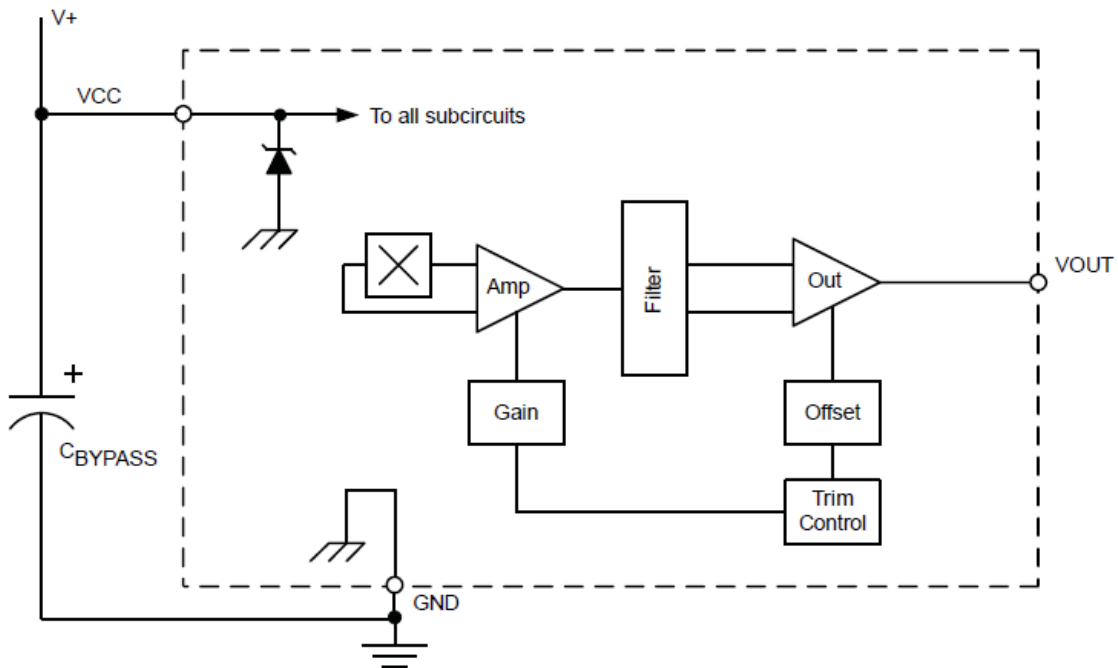 V+
VCC
To all subcircuits
Amp
Filter
Out
VOUT
Gain
Offset
+
CBYPASS
Trim
Control
GND